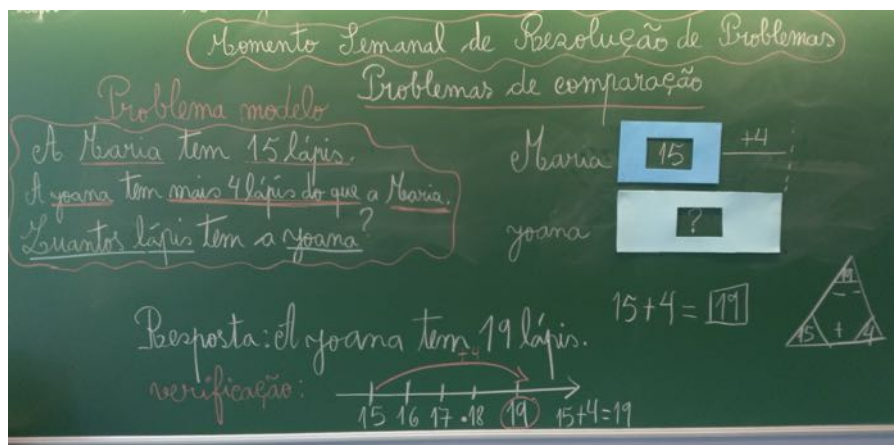 Momento Semanal de Resolução de Problemas
Problemas de comparação
Problema modelo
A Maria tem 15 lápis.
A Joana tem mais 4 lápis do que a Maria.
Quantos lápis tem a Joana?
Maria 15 +4
Joana ?
15+4=19
19
15 + 4
Resposta: A Joana tem 19 lápis.
verificação:
+4
15 16 17 18 19 15+4=19